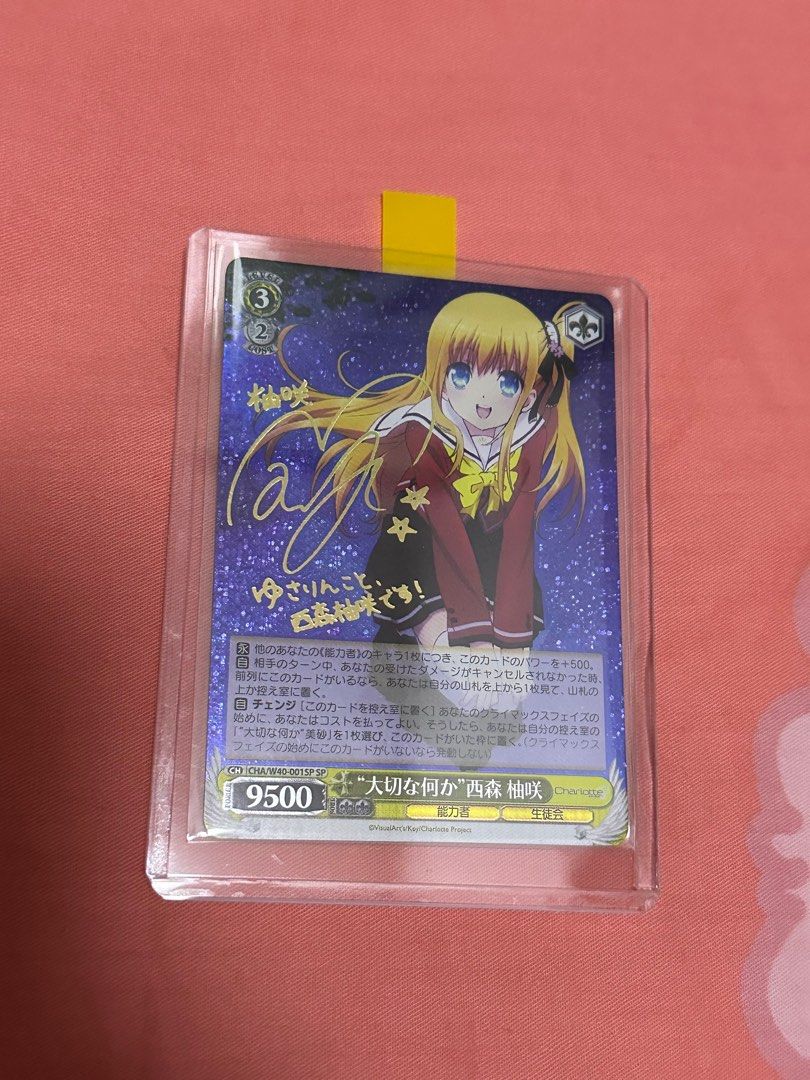 LEVEL
3
2
COST
柚咲
ゆさりんこと、
西森柚咲です!
永 他のあなたの《能力者》のキャラ1枚につき、このカードのパワーを+500。
自 相手のターン中、あなたの受けたダメージがキャンセルされなかった時、
前列にこのカードがいるなら、あなたは自分の山札を上から1枚見て、山札の
上か控え室に置く。
自 チェンジ [このカードを控え室に置く] あなたのクライマックスフェイズの
始めに、あなたはコストを払ってよい。そうしたら、あなたは自分の控え室の
「“大切な何か”美砂」を1枚選び、このカードがいた枠に置く。(クライマックス
フェイズの始めにこのカードがいないなら発動しない)
CH CHA/W40-001SP SP
POWER 9500 SOUL “大切な何か”西森 柚咲 Charlotte
能力者 生徒会
©VisualArt's/Key/Charlotte Project